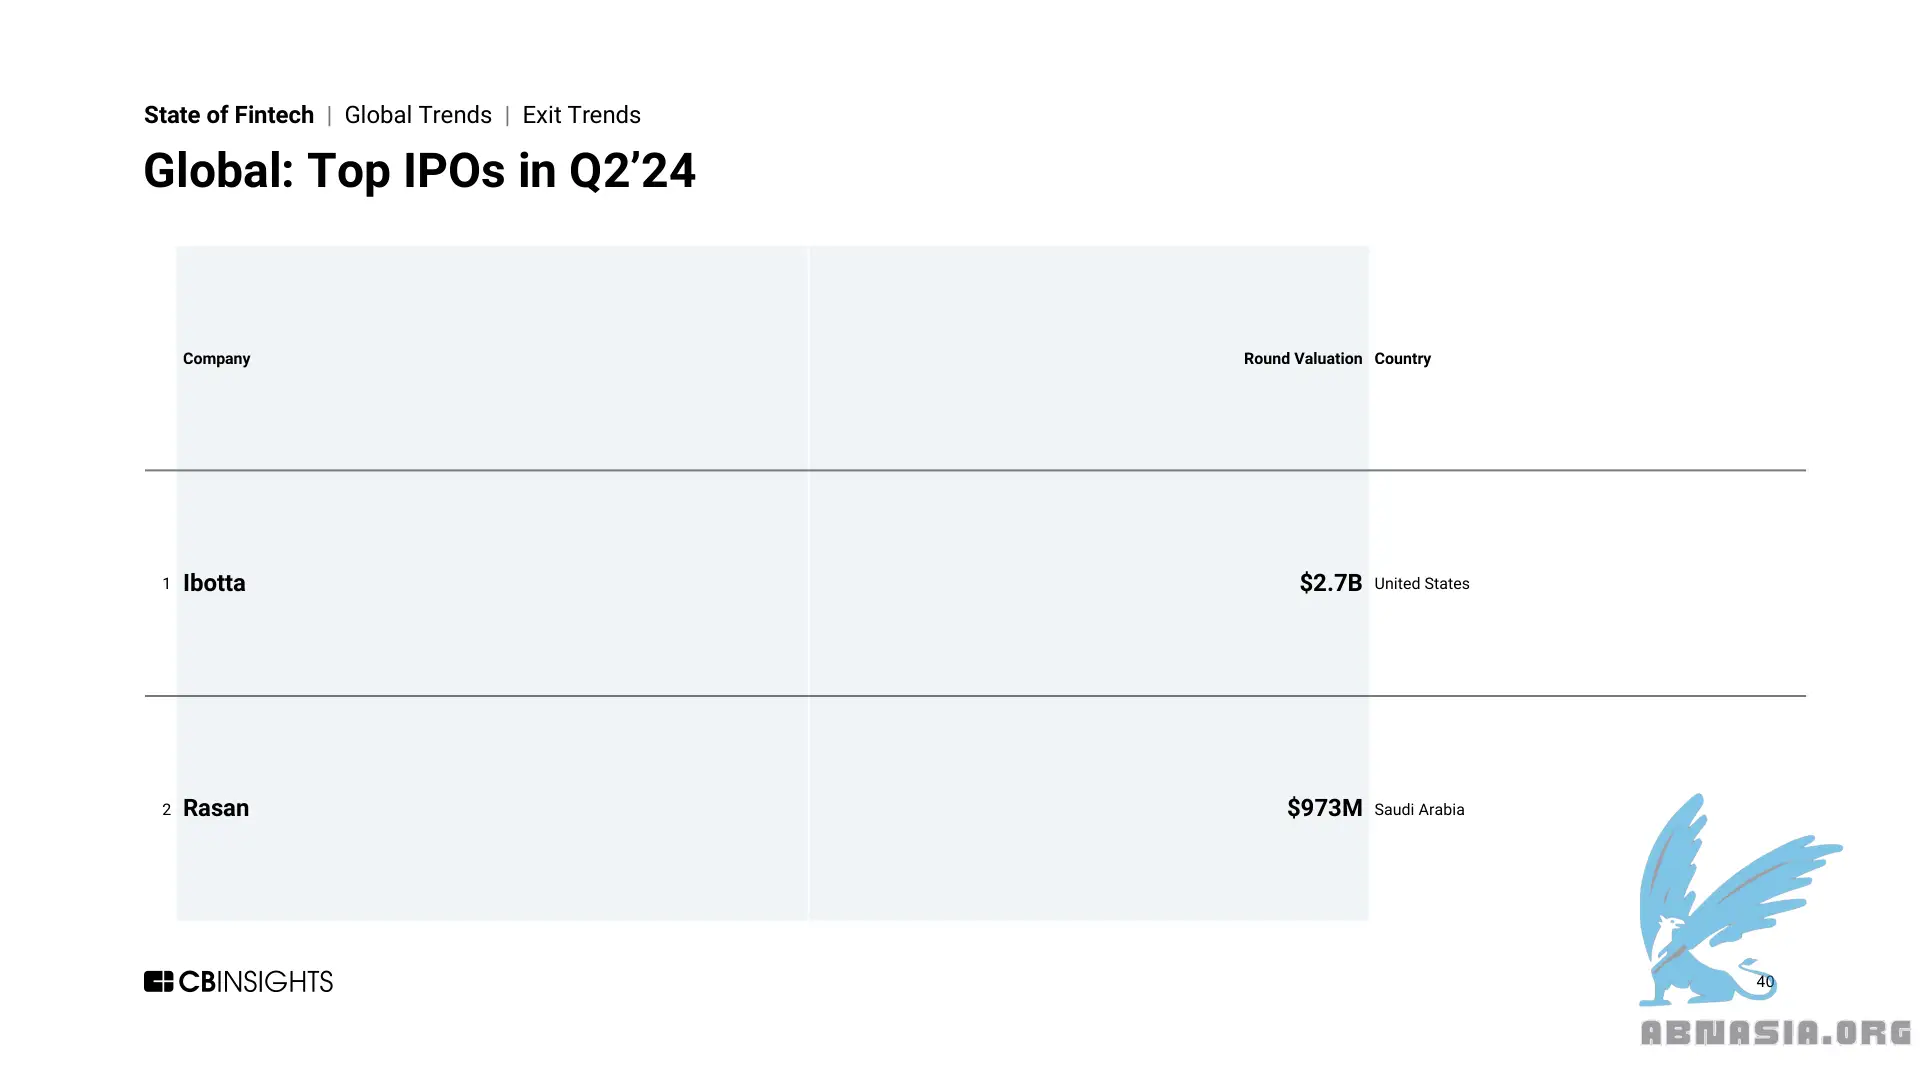 State of Fintech | Global Trends | Exit Trends
Global: Top IPOs in Q2’24
Company Round Valuation Country
1 Ibotta $2.7B United States
2 Rasan $973M Saudi Arabia
CBINSIGHTS
40
ABNASIA.ORG